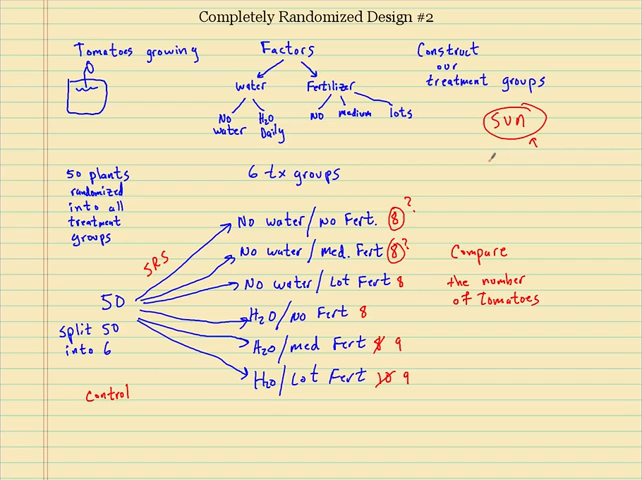 Completely Randomized Design #2
Tomatoes growing
Factors
water
Fertilizer
No water
H2O Daily
No
medium
lots
Construct
our
treatment groups
SUN
50 plants
randomized
into all
treatment
groups
6 tx groups
SRS
50
split 50
into 6
No water/no Fert. 8?
No water/med. Fert 8?
No water/Lot Fert 8
H2O/No Fert 8
H2O/med Fert 8 9
H2O/Lot Fert 10 9
Compare
the number
of Tomatoes
Control